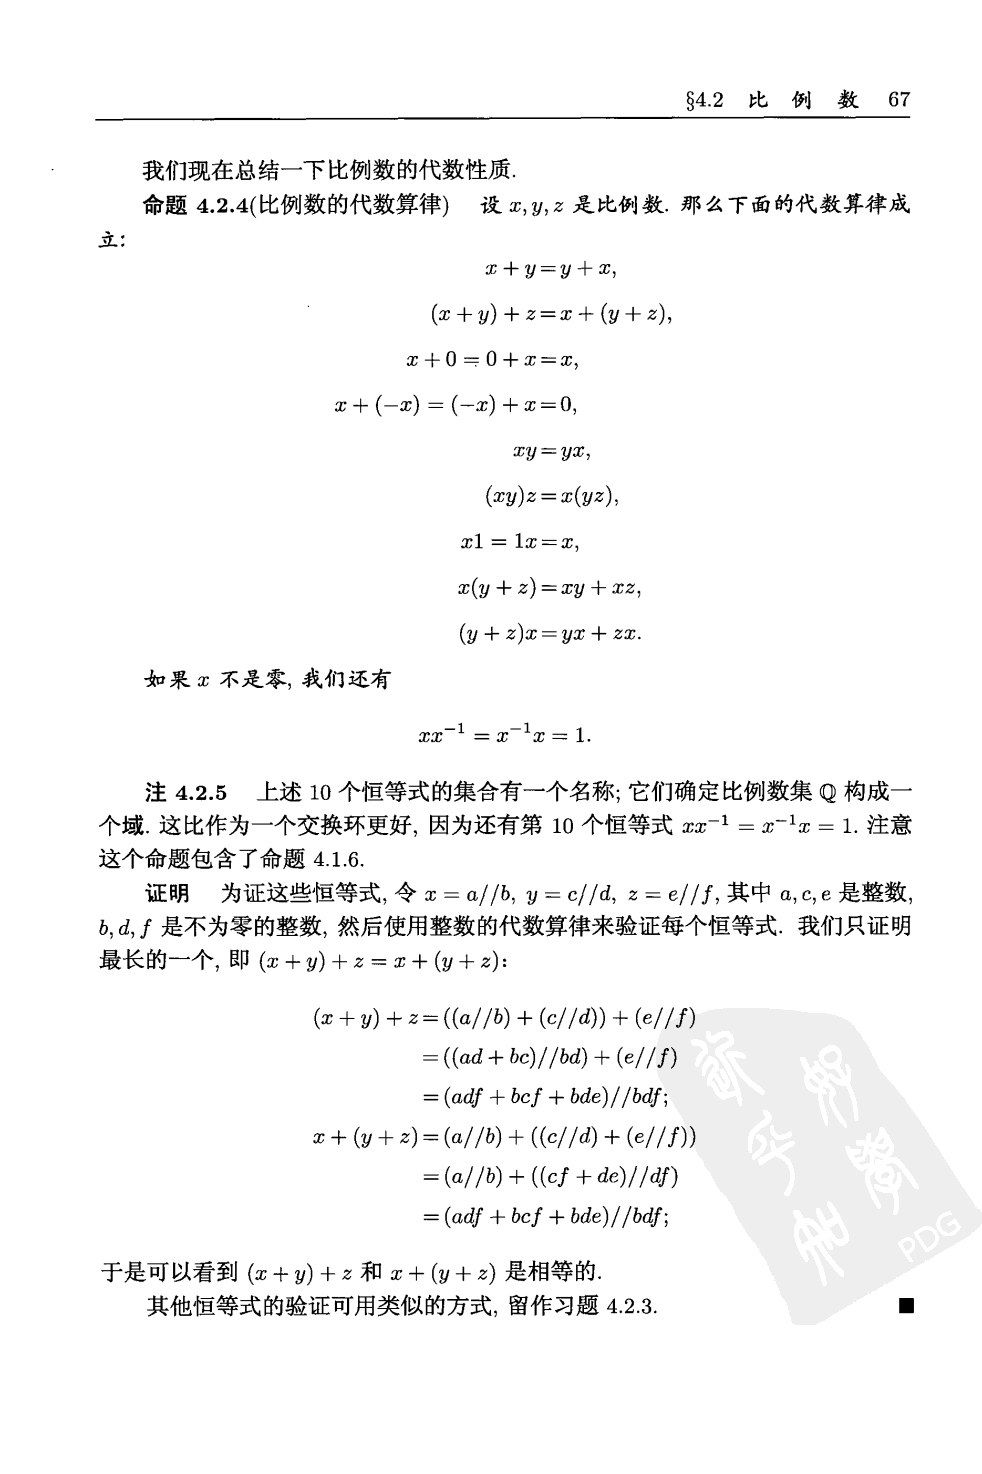 §4.2 比 例 数 67
我们现在总结一下比例数的代数性质.
命题 4.2.4(比例数的代数算律) 设 x, y, z 是比例数. 那么下面的代数算律成
立:
x + y = y + x,
(x + y) + z = x + (y + z),
x + 0 = 0 + x = x,
x + (−x) = (−x) + x = 0,
xy = yx,
(xy)z = x(yz),
x1 = 1x = x,
x(y + z) = xy + xz,
(y + z)x = yx + zx.
如果 x 不是零, 我们还有
xx⁻¹ = x⁻¹x = 1.
注 4.2.5 上述 10 个恒等式的集合有一个名称; 它们确定比例数集 ℚ 构成一
个域. 这比作为一个交换环更好, 因为还有第 10 个恒等式 xx⁻¹ = x⁻¹x = 1. 注意
这个命题包含了命题 4.1.6.
证明 为证这些恒等式, 令 x = a//b, y = c//d, z = e//f, 其中 a, c, e 是整数,
b, d, f 是不为零的整数, 然后使用整数的代数算律来验证每个恒等式. 我们只证明
最长的一个, 即 (x + y) + z = x + (y + z):
(x + y) + z = ((a//b) + (c//d)) + (e//f)
= ((ad + bc)//bd) + (e//f)
= (adf + bcf + bde)//bdf;
x + (y + z) = (a//b) + ((c//d) + (e//f))
= (a//b) + ((cf + de)//df)
= (adf + bcf + bde)//bdf;
于是可以看到 (x + y) + z 和 x + (y + z) 是相等的.
其他恒等式的验证可用类似的方式, 留作习题 4.2.3. ■
PDG